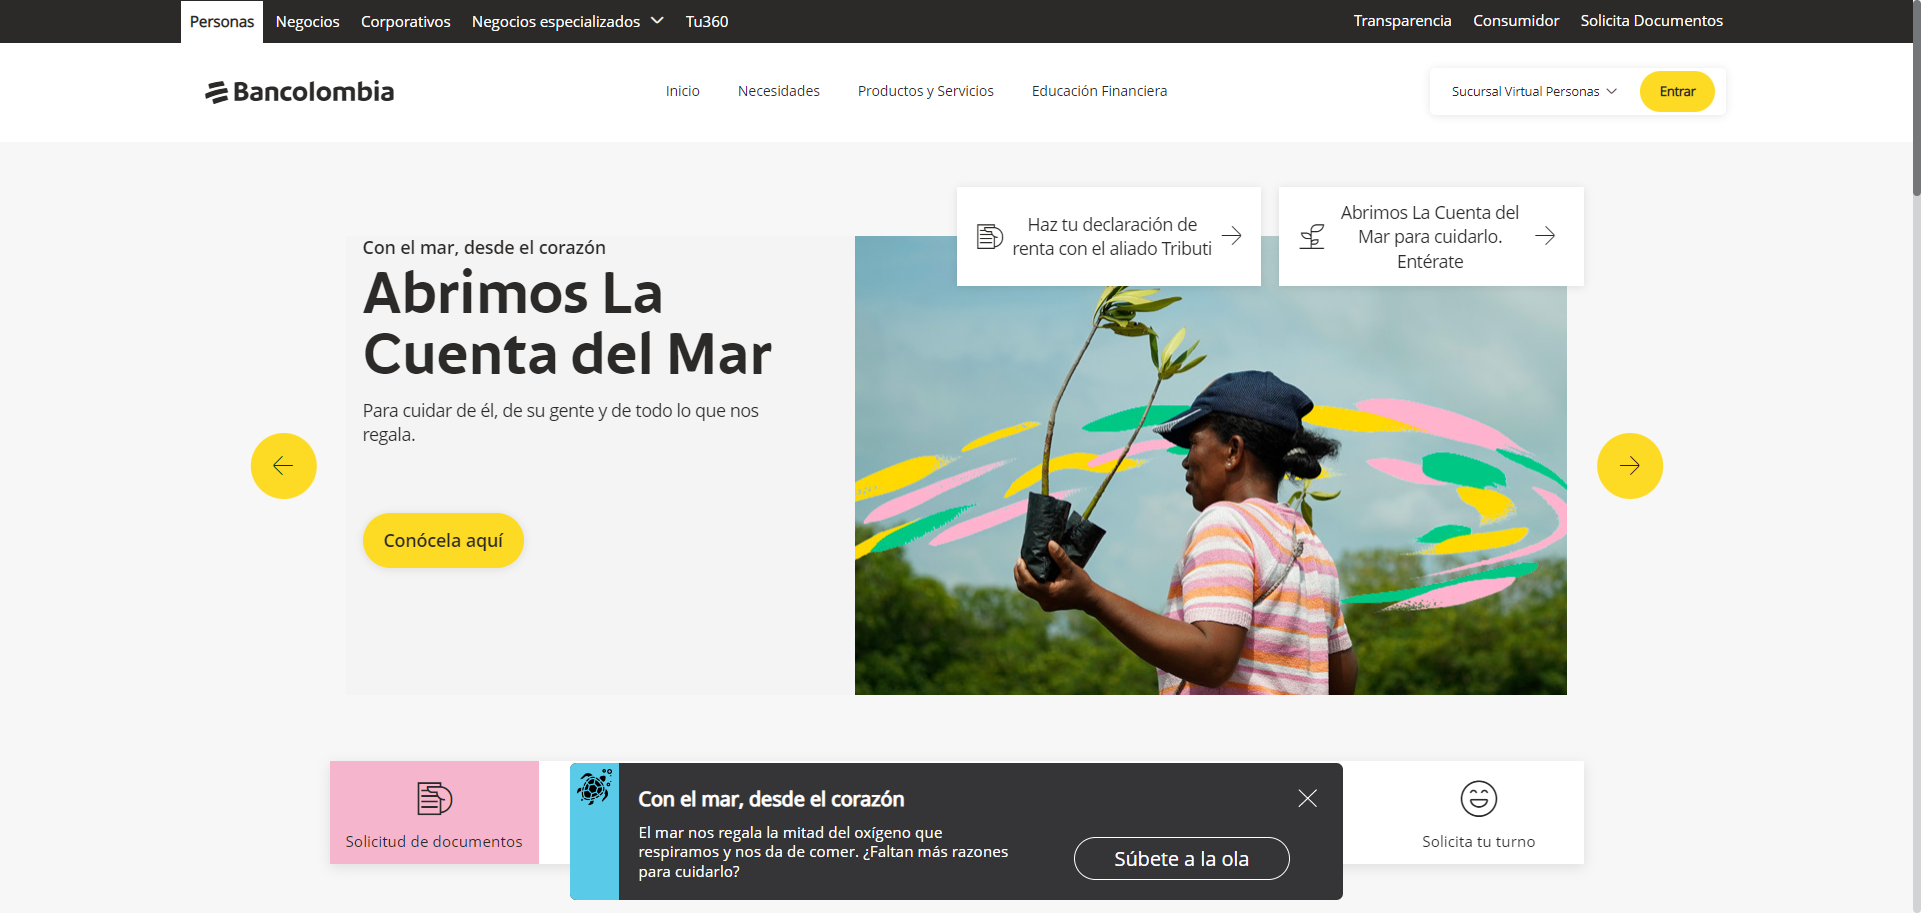 Personas Negocios Corporativos Negocios especializados Tu360 Transparencia Consumidor Solicita Documentos
Bancolombia Inicio Necesidades Productos y Servicios Educación Financiera Sucursal Virtual Personas Entrar
Haz tu declaración de
renta con el aliado Tributi
Abrimos La Cuenta del
Mar para cuidarlo.
Entérate
Con el mar, desde el corazón
Abrimos La
Cuenta del Mar
Para cuidar de él, de su gente y de todo lo que nos
regala.
Conócela aquí
Solicitud de documentos
Con el mar, desde el corazón
El mar nos regala la mitad del oxígeno que
respiramos y nos da de comer. ¿Faltan más razones
para cuidarlo?
Súbete a la ola
Solicita tu turno